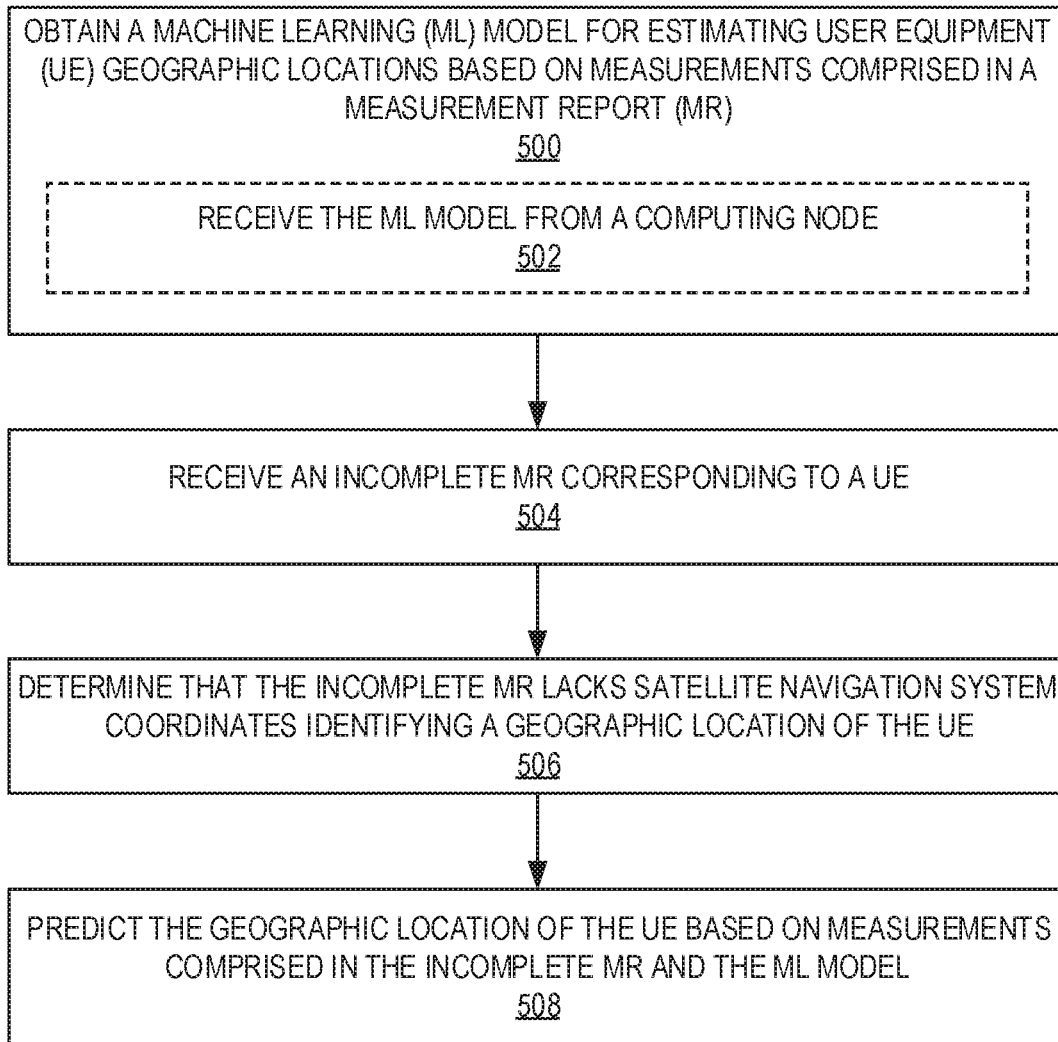 OBTAIN A MACHINE LEARNING (ML) MODEL FOR ESTIMATING USER EQUIPMENT
(UE) GEOGRAPHIC LOCATIONS BASED ON MEASUREMENTS COMPRISED IN A
MEASUREMENT REPORT (MR)
500
RECEIVE THE ML MODEL FROM A COMPUTING NODE
502
RECEIVE AN INCOMPLETE MR CORRESPONDING TO A UE
504
DETERMINE THAT THE INCOMPLETE MR LACKS SATELLITE NAVIGATION SYSTEM
COORDINATES IDENTIFYING A GEOGRAPHIC LOCATION OF THE UE
506
PREDICT THE GEOGRAPHIC LOCATION OF THE UE BASED ON MEASUREMENTS
COMPRISED IN THE INCOMPLETE MR AND THE ML MODEL
508